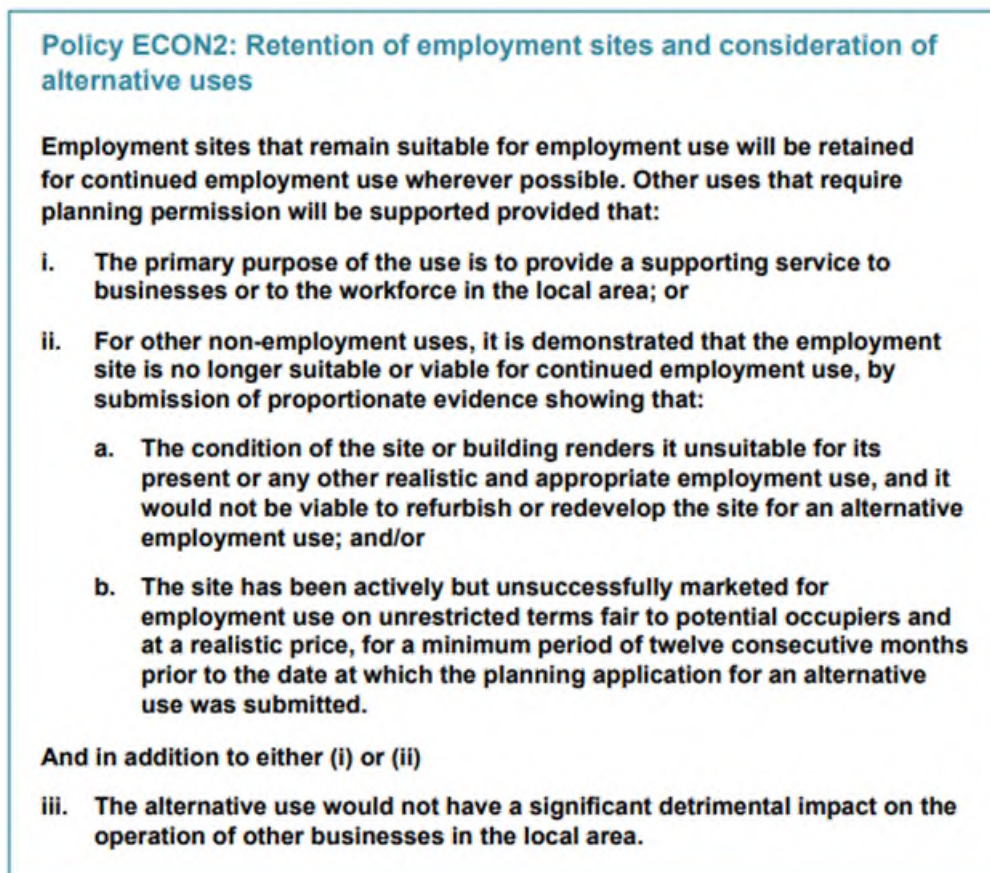 Policy ECON2: Retention of employment sites and consideration of
alternative uses
Employment sites that remain suitable for employment use will be retained
for continued employment use wherever possible. Other uses that require
planning permission will be supported provided that:
i. The primary purpose of the use is to provide a supporting service to
businesses or to the workforce in the local area; or
ii. For other non-employment uses, it is demonstrated that the employment
site is no longer suitable or viable for continued employment use, by
submission of proportionate evidence showing that:
a. The condition of the site or building renders it unsuitable for its
present or any other realistic and appropriate employment use, and it
would not be viable to refurbish or redevelop the site for an alternative
employment use; and/or
b. The site has been actively but unsuccessfully marketed for
employment use on unrestricted terms fair to potential occupiers and
at a realistic price, for a minimum period of twelve consecutive months
prior to the date at which the planning application for an alternative
use was submitted.
And in addition to either (i) or (ii)
iii. The alternative use would not have a significant detrimental impact on the
operation of other businesses in the local area.